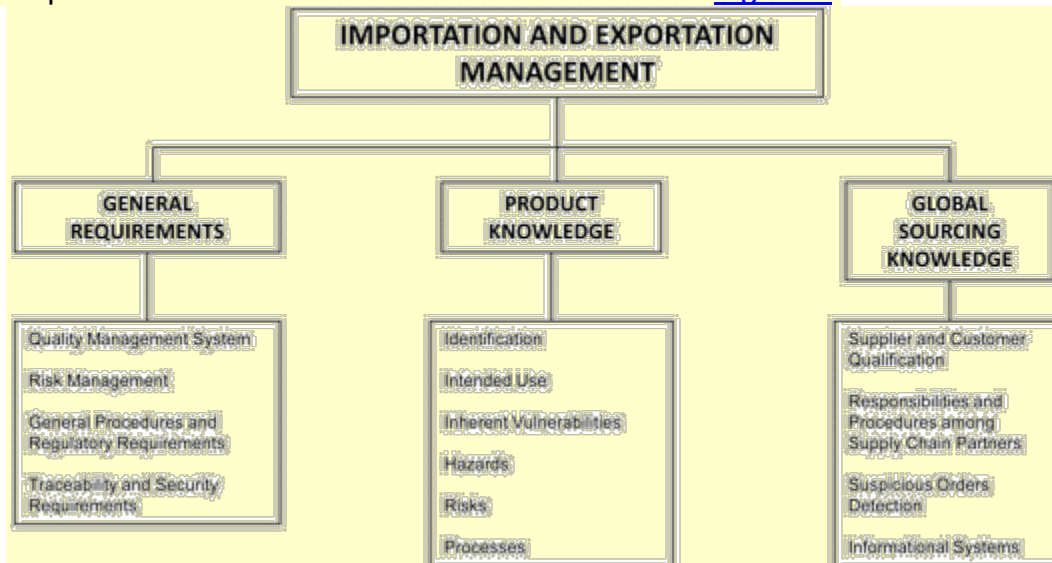 IMPORTATION AND EXPORTATION
MANAGEMENT
GENERAL
REQUIREMENTS
Quality Management System
Risk Management
General Procedures and
Regulatory Requirements
Traceability and Security
Requirements
PRODUCT
KNOWLEDGE
Identification
Intended Use
Inherent Vulnerabilities
Hazards
Risks
Processes
GLOBAL
SOURCING
KNOWLEDGE
Supplier and Customer
Qualification
Responsibilities and
Procedures among
Supply Chain Partners
Suspicious Orders
Detection
Informational Systems